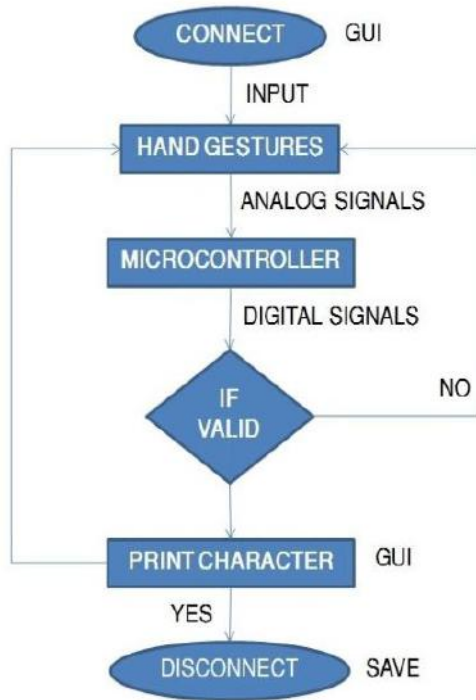 CONNECT GUI
INPUT
HAND GESTURES
ANALOG SIGNALS
MICROCONTROLLER
DIGITAL SIGNALS
IF
VALID
NO
PRINT CHARACTER GUI
YES
DISCONNECT SAVE